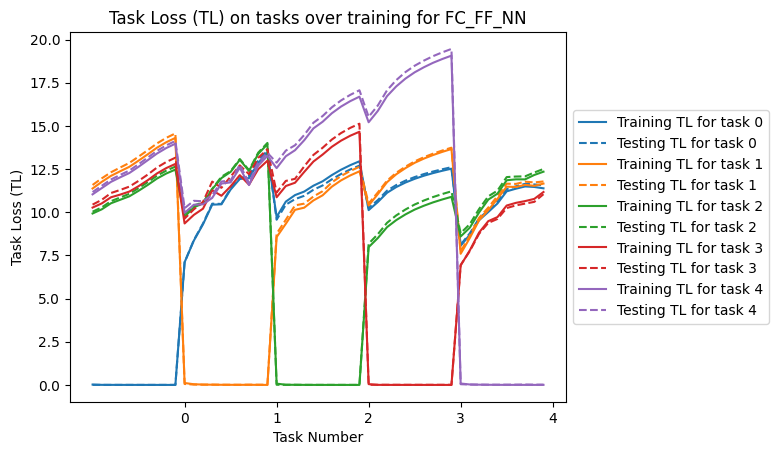 Task Loss (TL) on tasks over training for FC_FF_NN
20.0
17.5
15.0
12.5
10.0
7.5
5.0
2.5
0.0
Task Loss (TL)
0 1 2 3 4
Task Number
Training TL for task 0
Testing TL for task 0
Training TL for task 1
Testing TL for task 1
Training TL for task 2
Testing TL for task 2
Training TL for task 3
Testing TL for task 3
Training TL for task 4
Testing TL for task 4